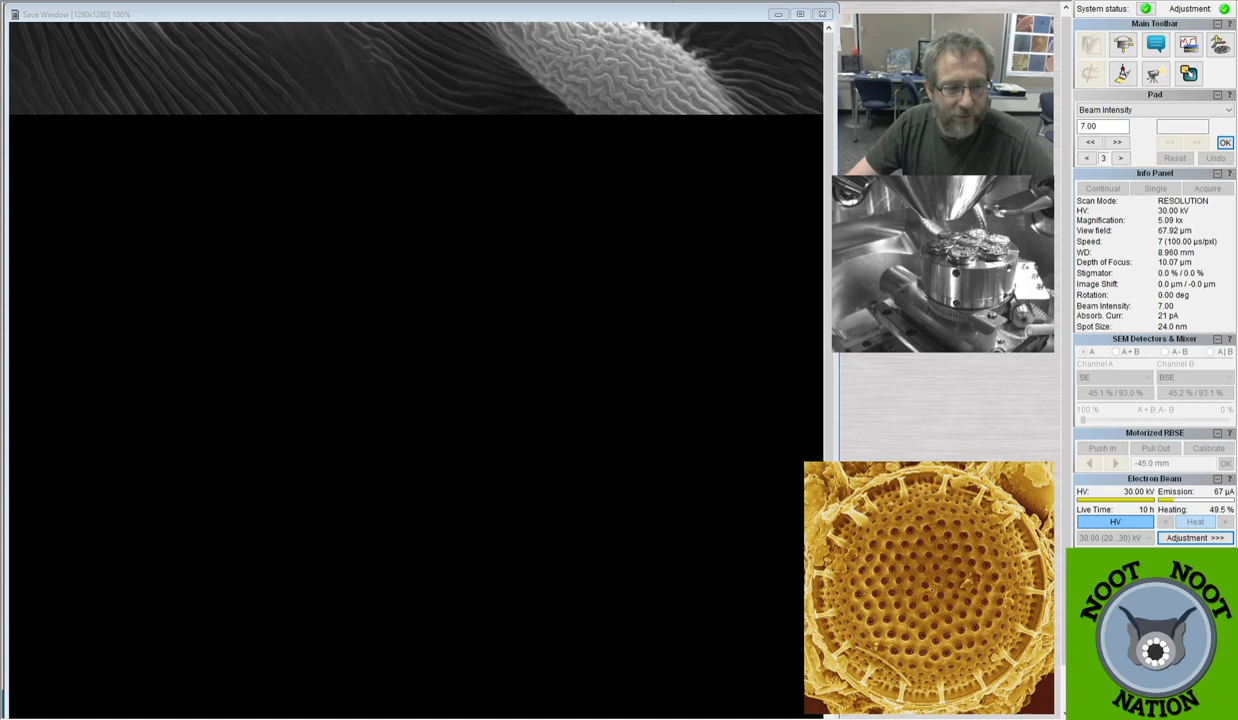 Save Window [1280x1280] 100%
System status: Adjustment:
Main Toolbar ?
Pad ?
Beam Intensity
7.00
<< >> << >> OK
< 3 > Reset Undo
Info Panel ?
Continual Single Acquire
Scan Mode: RESOLUTION
HV: 30.00 kV
Magnification: 5.09 kx
View field: 67.92 µm
Speed: 7 (100.00 µs/pxl)
WD: 8.960 mm
Depth of Focus: 10.07 µm
Stigmator: 0.0 % / 0.0 %
Image Shift: 0.0 µm / -0.0 µm
Rotation: 0.00 deg
Beam Intensity: 7.00
Absorb. Curr: 21 pA
Spot Size: 24.0 nm
SEM Detectors & Mixer ?
A A + B A - B A | B
Channel A Channel B
SE BSE
45.1 % / 93.0 % 45.2 % / 93.1 %
100 % A + B, A - B 0 %
Motorized RBSE ?
Push In Pull Out Calibrate
-45.0 mm OK
Electron Beam ?
HV: 30.00 kV Emission: 67 µA
Live Time: 10 h Heating: 49.5 %
HV < Heat >
30.00 (20...30) kV Adjustment >>>
NOOT NOOT
NATION